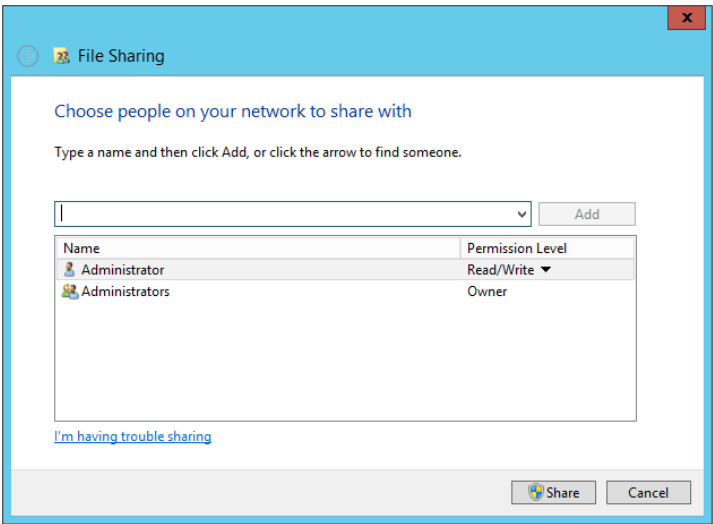 x
File Sharing
Choose people on your network to share with
Type a name and then click Add, or click the arrow to find someone.
Add
Name Permission Level
Administrator Read/Write
Administrators Owner
I'm having trouble sharing
Share Cancel